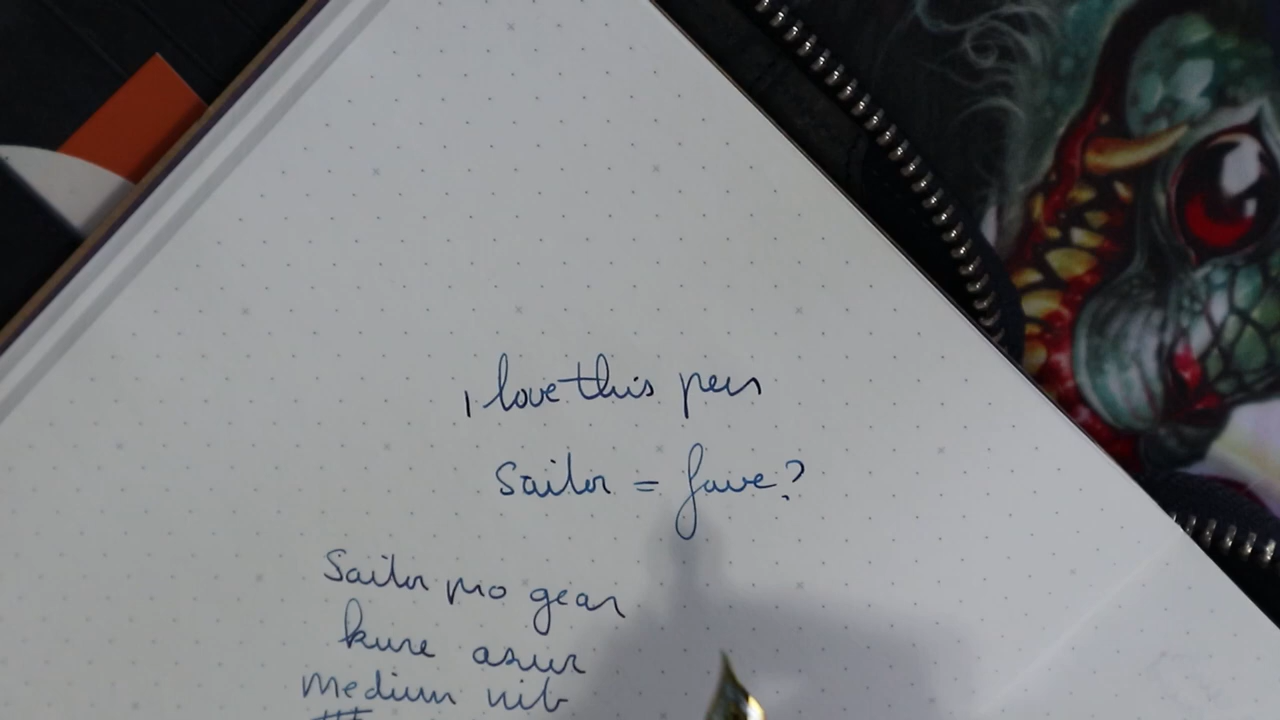 I love this pen
Sailor = fave?
Sailor pro gear
kure azur
medium nib